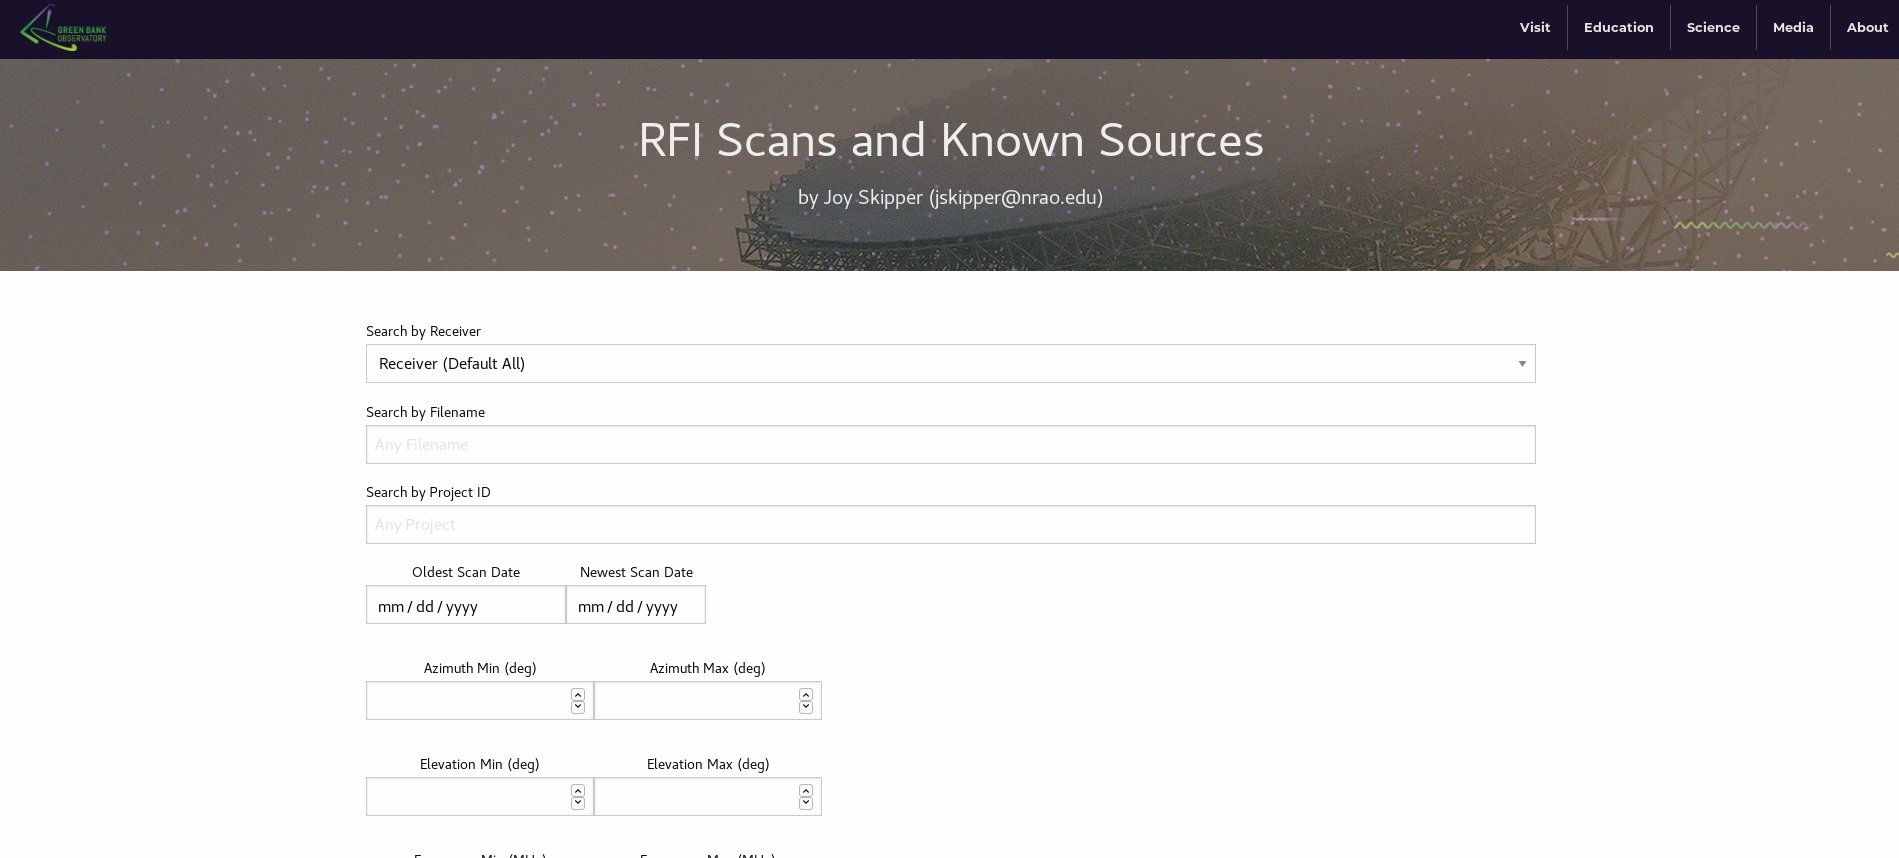 GREEN BANK
OBSERVATORY
Visit
Education
Science
Media
About
RFI Scans and Known Sources
by Joy Skipper (jskipper@nrao.edu)
Search by Receiver
Receiver (Default All)
Search by Filename
Any Filename
Search by Project ID
Any Project
Oldest Scan Date Newest Scan Date
mm / dd / yyyy mm / dd / yyyy
Azimuth Min (deg) Azimuth Max (deg)
Elevation Min (deg) Elevation Max (deg)